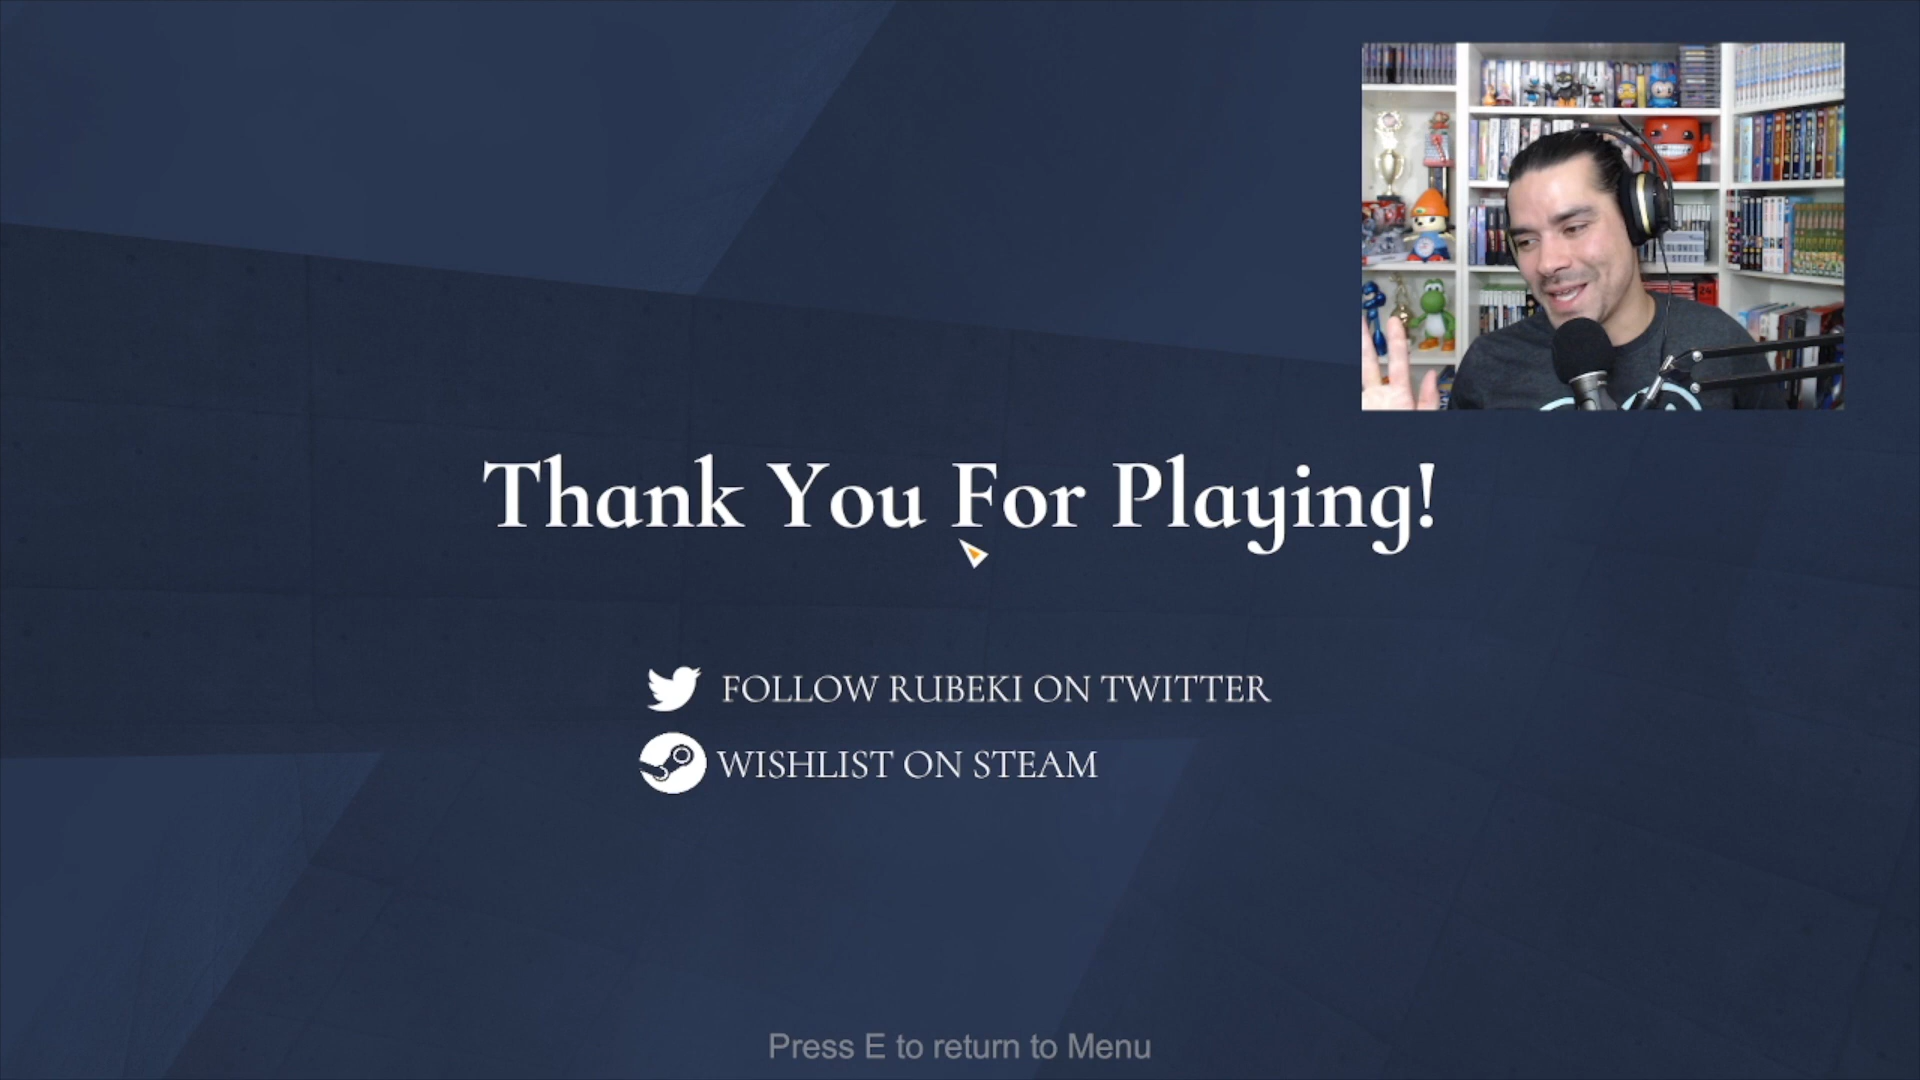 Thank You For Playing!
FOLLOW RUBEKI ON TWITTER
WISHLIST ON STEAM
Press E to return to Menu